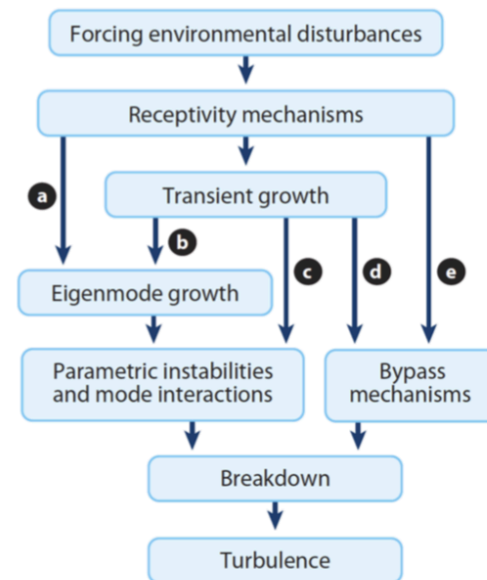 Forcing environmental disturbances
Receptivity mechanisms
a
Transient growth
b
c
d
e
Eigenmode growth
Parametric instabilities
and mode interactions
Bypass
mechanisms
Breakdown
Turbulence